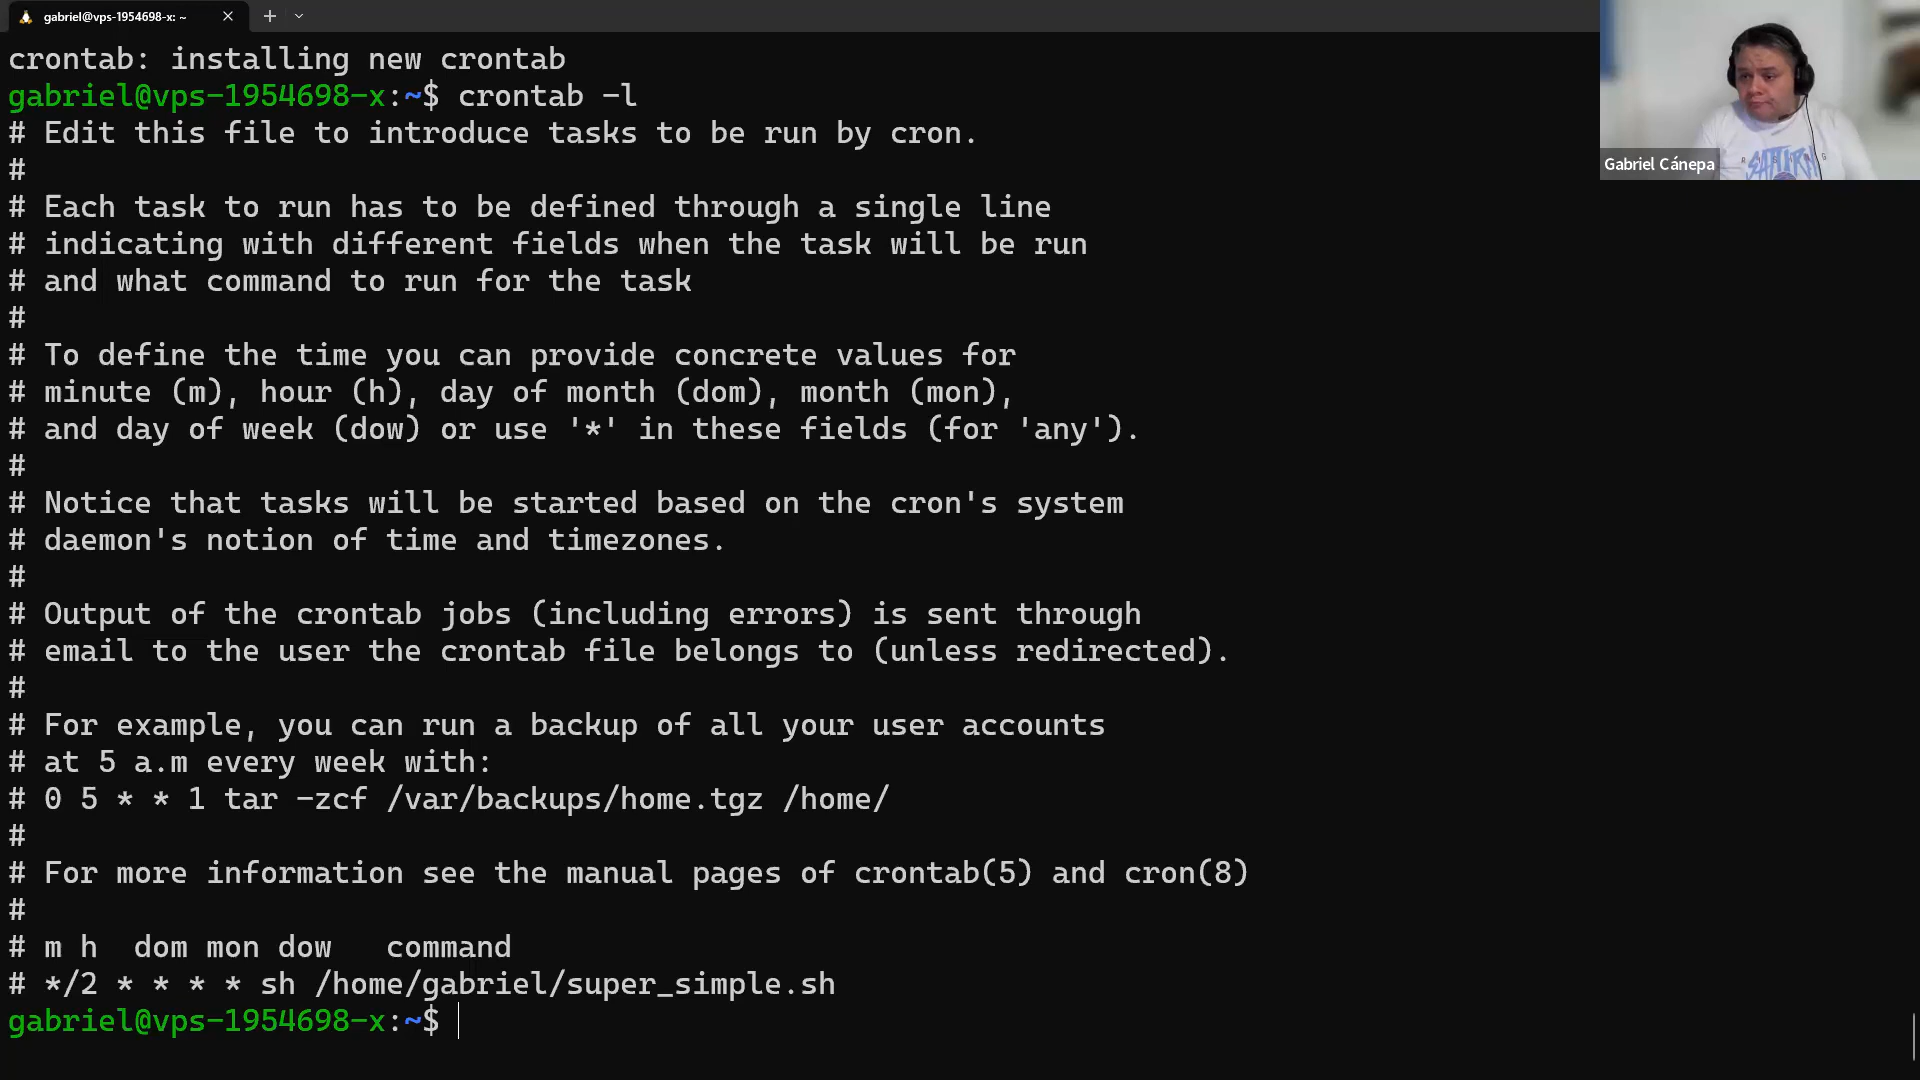 gabriel@vps-1954698-x: ~
crontab: installing new crontab
gabriel@vps-1954698-x:~$ crontab -l
# Edit this file to introduce tasks to be run by cron.
#
# Each task to run has to be defined through a single line
# indicating with different fields when the task will be run
# and what command to run for the task
#
# To define the time you can provide concrete values for
# minute (m), hour (h), day of month (dom), month (mon),
# and day of week (dow) or use '*' in these fields (for 'any').
#
# Notice that tasks will be started based on the cron's system
# daemon's notion of time and timezones.
#
# Output of the crontab jobs (including errors) is sent through
# email to the user the crontab file belongs to (unless redirected).
#
# For example, you can run a backup of all your user accounts
# at 5 a.m every week with:
# 0 5 * * 1 tar -zcf /var/backups/home.tgz /home/
#
# For more information see the manual pages of crontab(5) and cron(8)
#
# m h  dom mon dow   command
# */2 * * * * sh /home/gabriel/super_simple.sh
gabriel@vps-1954698-x:~$
Gabriel Cánepa